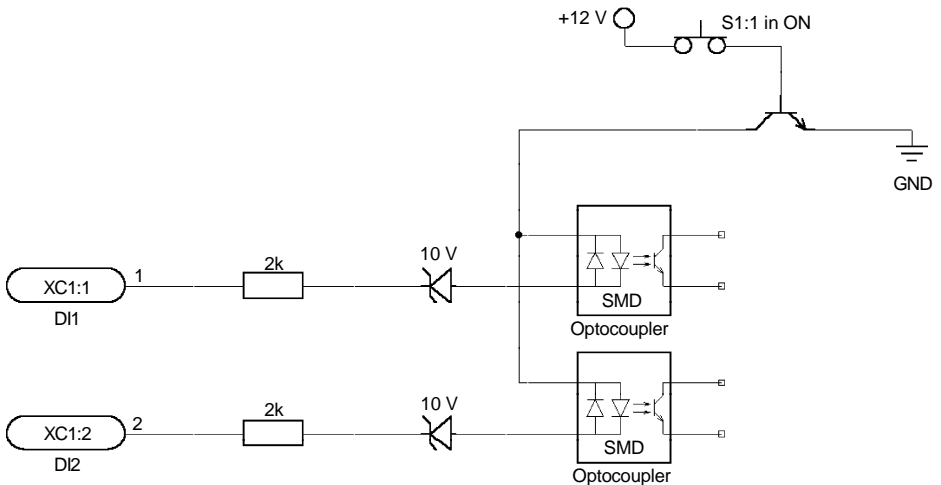 +12 V
S1:1 in ON
GND
10 V
2k
XC1:1
1
DI1
SMD
Optocoupler
10 V
2k
XC1:2
2
DI2
SMD
Optocoupler